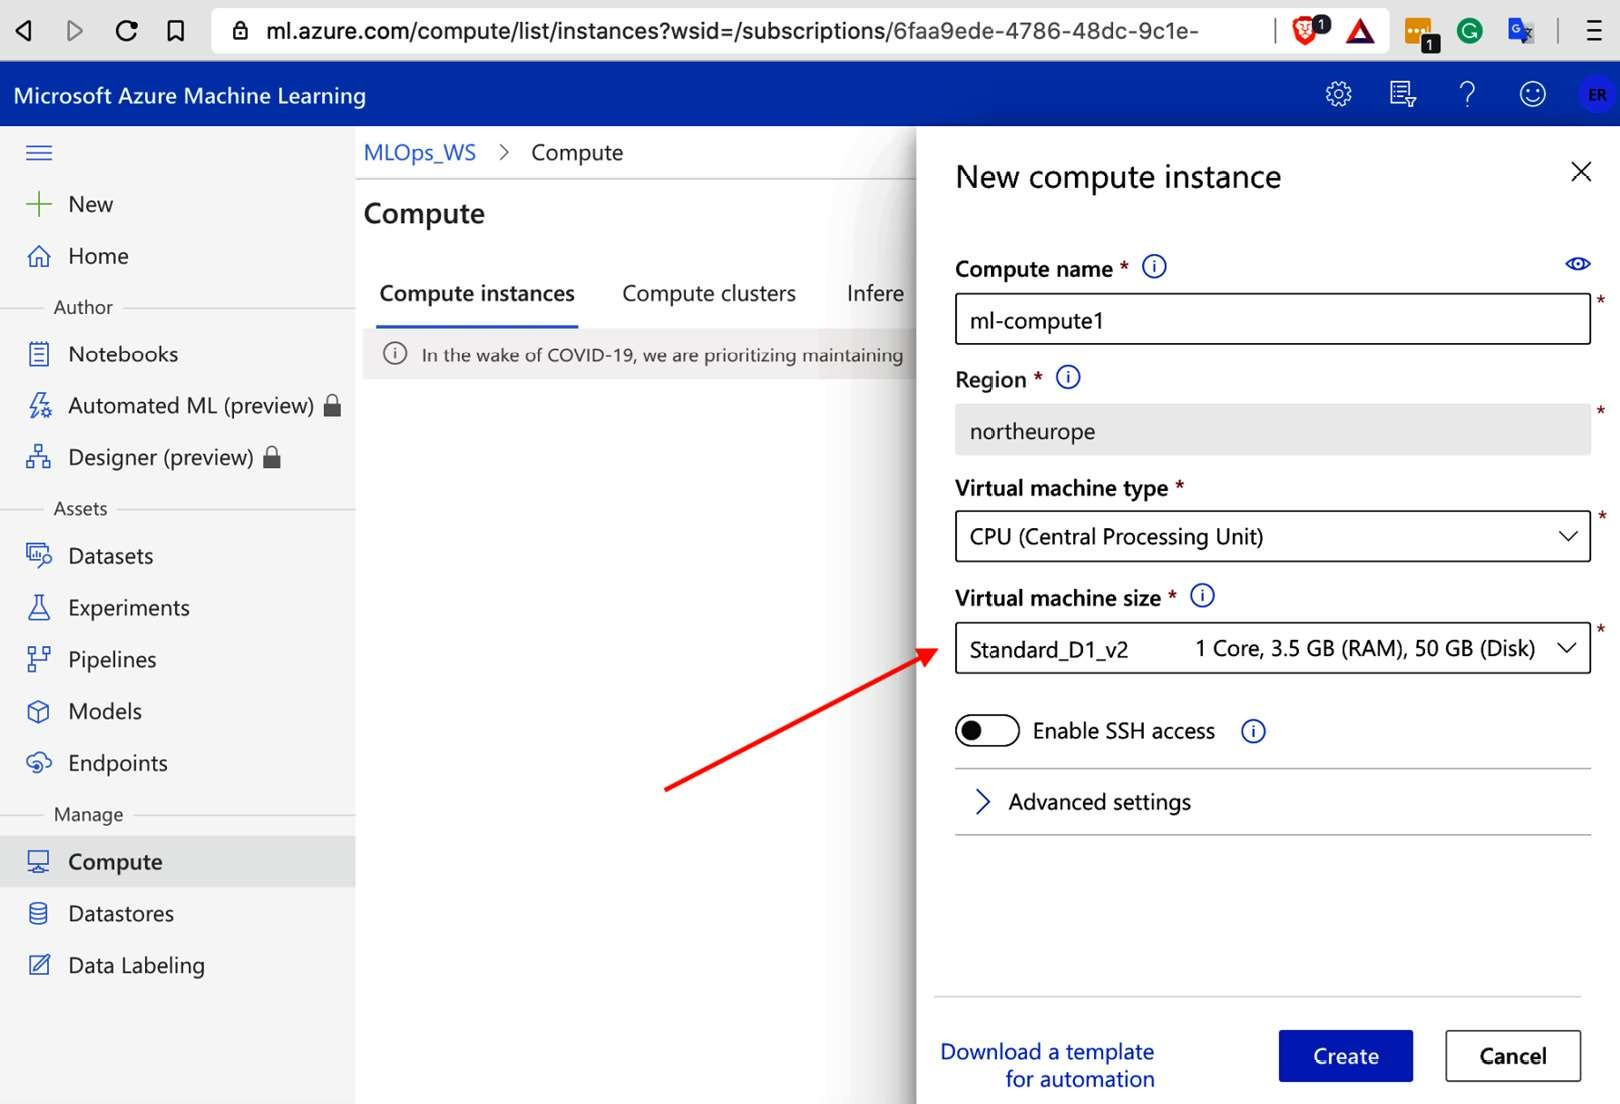 ml.azure.com/compute/list/instances?wsid=/subscriptions/6faa9ede-4786-48dc-9c1e-
1
1
Microsoft Azure Machine Learning
ER
New
Home
Author
Notebooks
Automated ML (preview)
Designer (preview)
Assets
Datasets
Experiments
Pipelines
Models
Endpoints
Manage
Compute
Datastores
Data Labeling
MLOps_WS > Compute
Compute
Compute instances Compute clusters Infere
In the wake of COVID-19, we are prioritizing maintaining
New compute instance
Compute name *
ml-compute1 *
Region *
northeurope *
Virtual machine type *
CPU (Central Processing Unit) *
Virtual machine size *
Standard_D1_v2 1 Core, 3.5 GB (RAM), 50 GB (Disk) *
Enable SSH access
Advanced settings
Download a template
for automation
Create
Cancel